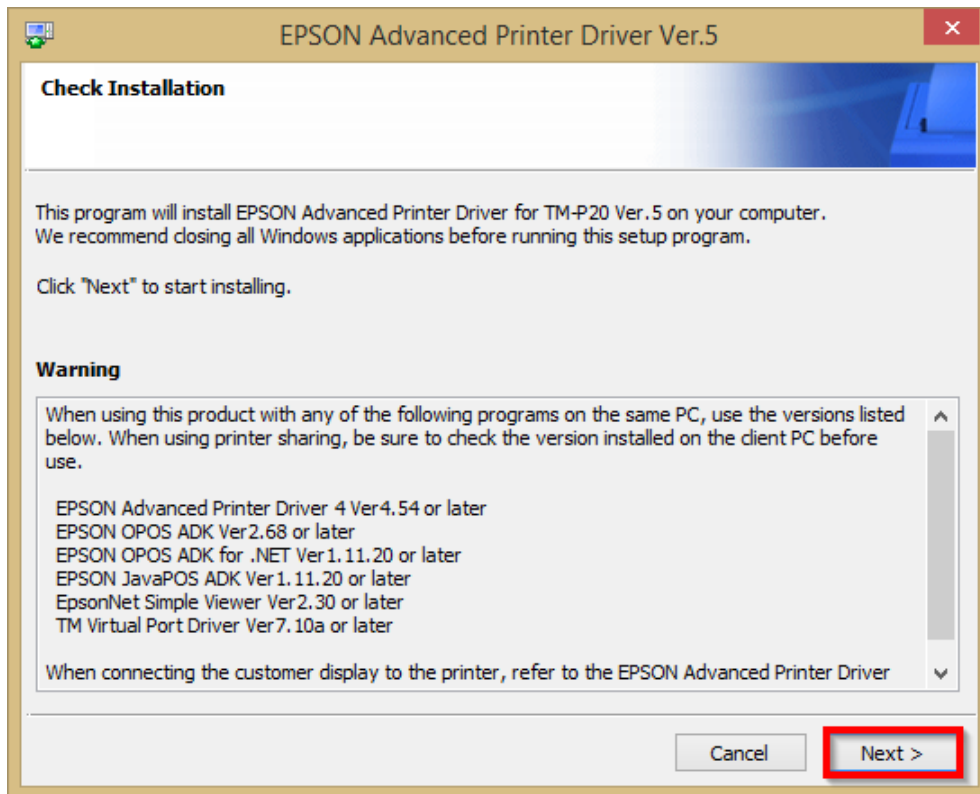 EPSON Advanced Printer Driver Ver.5
Check Installation
This program will install EPSON Advanced Printer Driver for TM-P20 Ver.5 on your computer.
We recommend closing all Windows applications before running this setup program.
Click "Next" to start installing.
Warning
When using this product with any of the following programs on the same PC, use the versions listed
below. When using printer sharing, be sure to check the version installed on the client PC before
use.
EPSON Advanced Printer Driver 4 Ver4.54 or later
EPSON OPOS ADK Ver2.68 or later
EPSON OPOS ADK for .NET Ver1.11.20 or later
EPSON JavaPOS ADK Ver1.11.20 or later
EpsonNet Simple Viewer Ver2.30 or later
TM Virtual Port Driver Ver7.10a or later
When connecting the customer display to the printer, refer to the EPSON Advanced Printer Driver
Cancel
Next >